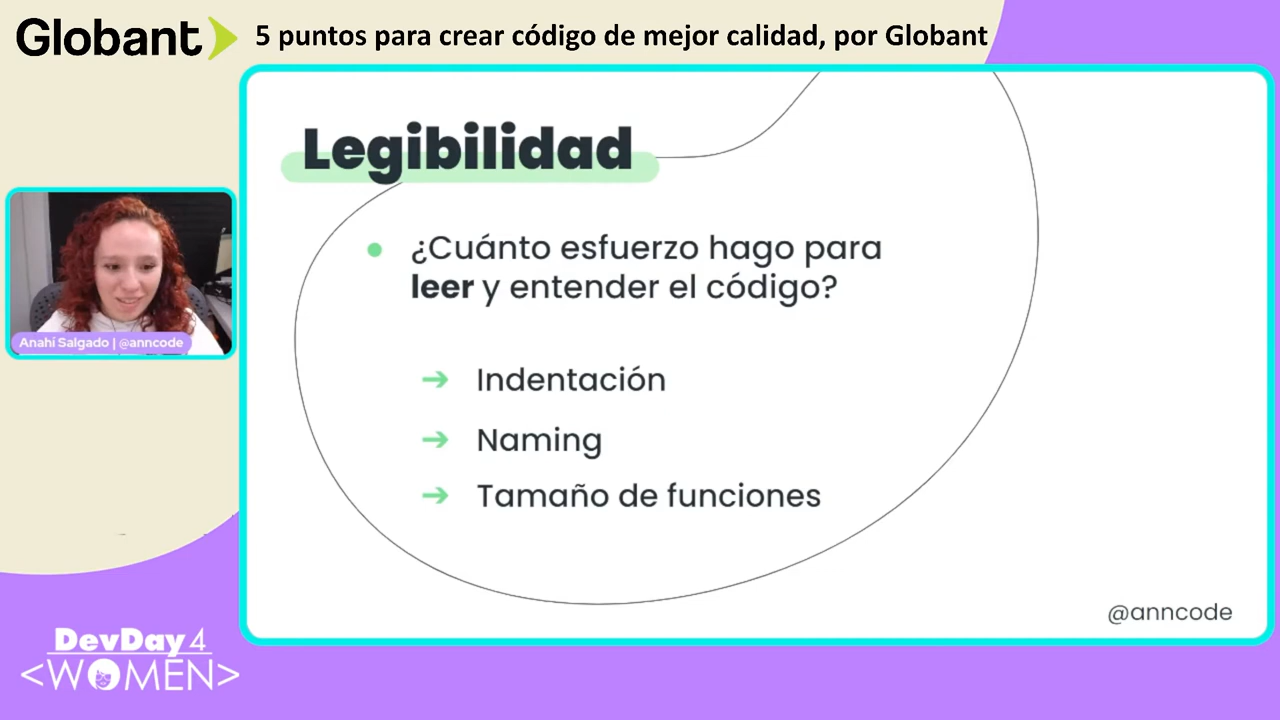 Globant
5 puntos para crear código de mejor calidad, por Globant
Legibilidad
¿Cuánto esfuerzo hago para
leer y entender el código?
Indentación
Naming
Tamaño de funciones
@anncode
Anahí Salgado | @anncode
DevDay 4
<WOMEN>